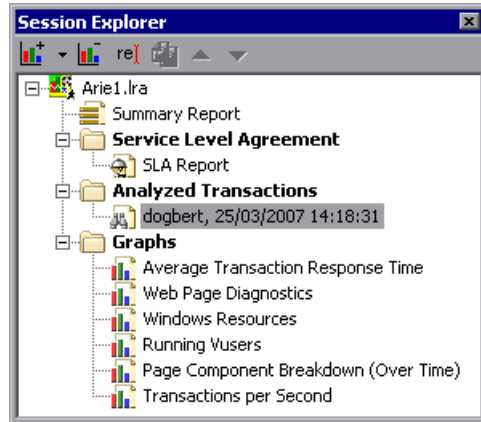 Session Explorer
re
Arie1.lra
Summary Report
Service Level Agreement
SLA Report
Analyzed Transactions
dogbert, 25/03/2007 14:18:31
Graphs
Average Transaction Response Time
Web Page Diagnostics
Windows Resources
Running Vusers
Page Component Breakdown (Over Time)
Transactions per Second